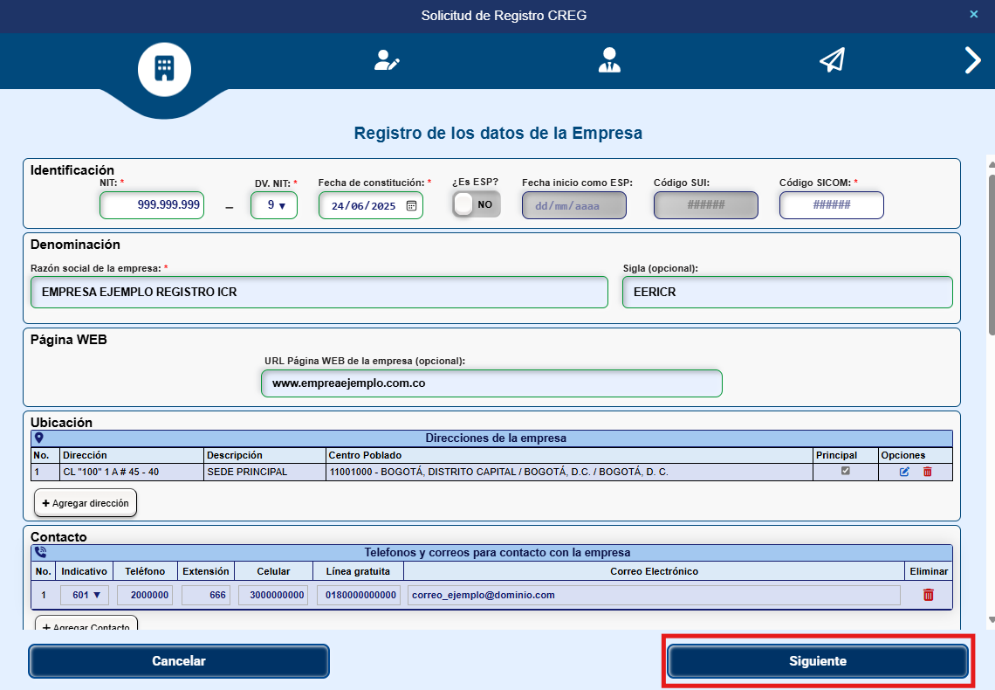 Solicitud de Registro CREG ×
Registro de los datos de la Empresa
Identificación
NIT: * DV. NIT: * Fecha de constitución: * ¿Es ESP? Fecha inicio como ESP: Código SUI: Código SICOM: *
999.999.999 – 9 ▼ 24/06/2025 NO dd/mm/aaaa ###### ######
Denominación
Razón social de la empresa: * Sigla (opcional):
EMPRESA EJEMPLO REGISTRO ICR EERICR
Página WEB
URL Página WEB de la empresa (opcional):
www.empreaejemplo.com.co
Ubicación
Direcciones de la empresa
No. Dirección Descripción Centro Poblado Principal Opciones
1 CL "100" 1 A # 45 - 40 SEDE PRINCIPAL 11001000 - BOGOTÁ, DISTRITO CAPITAL / BOGOTÁ, D.C. / BOGOTÁ, D. C.
+ Agregar dirección
Contacto
Telefonos y correos para contacto con la empresa
No. Indicativo Teléfono Extensión Celular Línea gratuita Correo Electrónico Eliminar
1 601 ▼ 2000000 666 3000000000 0180000000000 correo_ejemplo@dominio.com
+ Agregar Contacto
Cancelar Siguiente